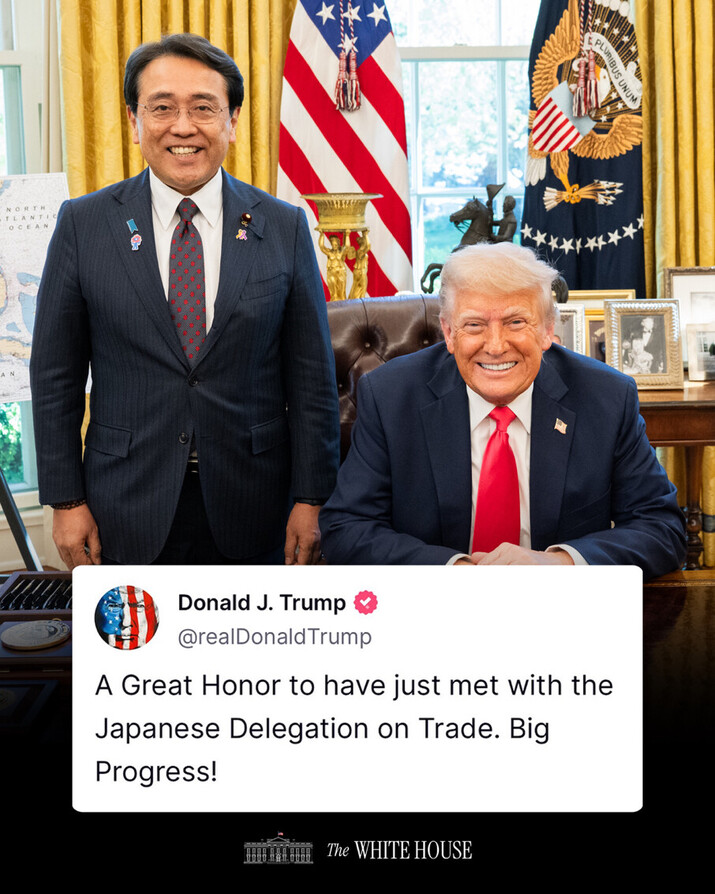 E PLURIBUS UNUM
NORTH
ATLANTIC
OCEAN
Donald J. Trump
@realDonaldTrump
A Great Honor to have just met with the
Japanese Delegation on Trade. Big
Progress!
The WHITE HOUSE